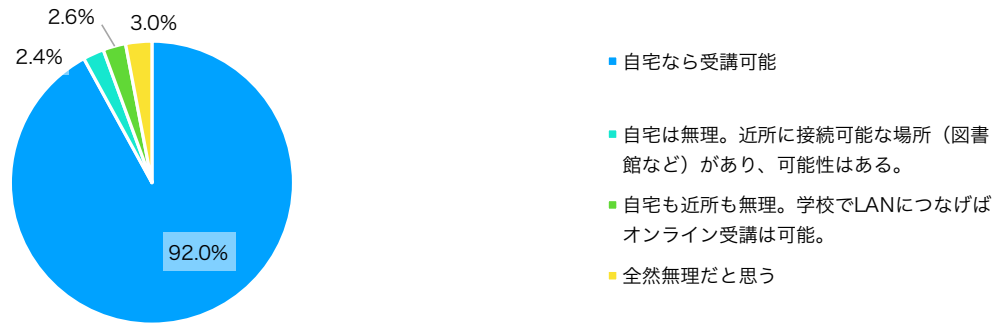 2.6%
3.0%
2.4%
92.0%
自宅なら受講可能
自宅は無理。近所に接続可能な場所（図書
館など）があり、可能性はある。
自宅も近所も無理。学校でLANにつなげば
オンライン受講は可能。
全然無理だと思う